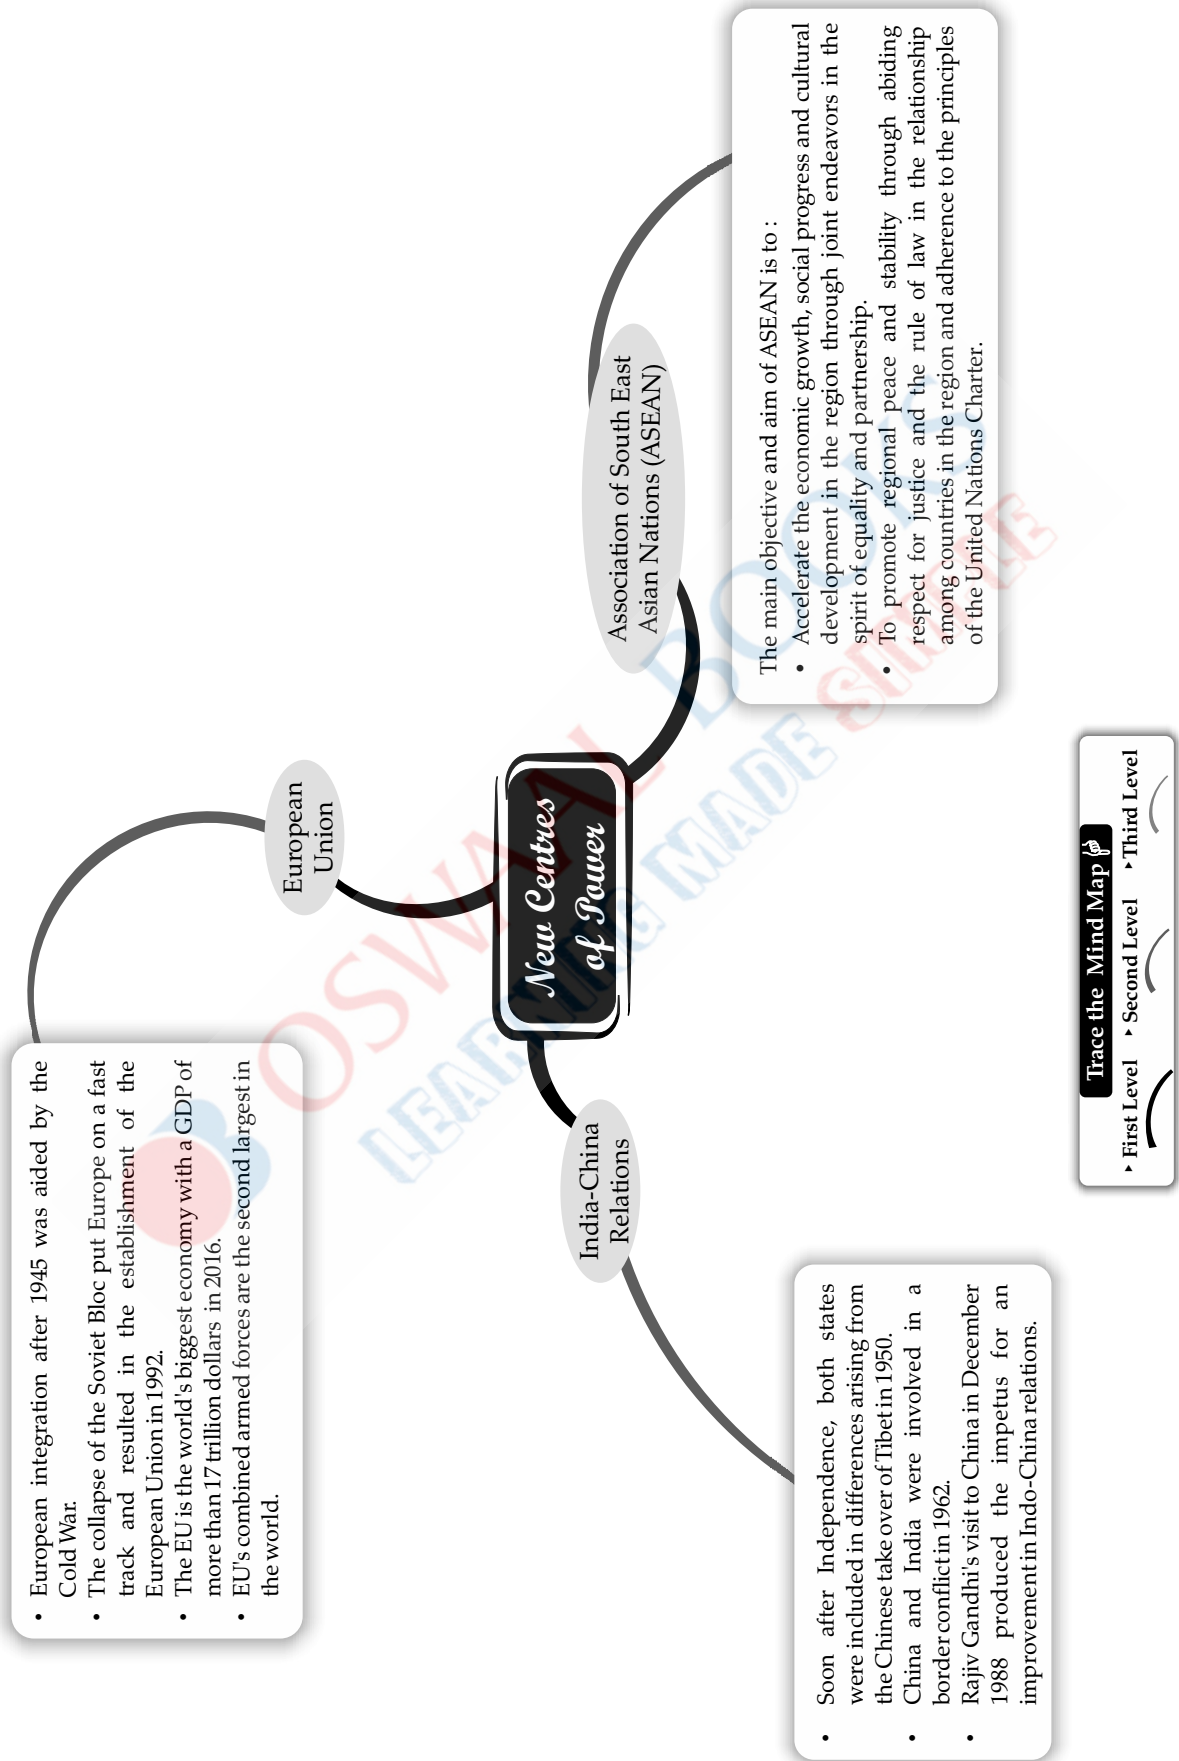 • European integration after 1945 was aided by the
Cold War.
• The collapse of the Soviet Bloc put Europe on a fast
track and resulted in the establishment of the
European Union in 1992.
• The EU is the world's biggest economy with a GDP of
more than 17 trillion dollars in 2016.
• EU's combined armed forces are the second largest in
the world.
European
Union
New Centres
of Power
India-China
Relations
Association of South East
Asian Nations (ASEAN)
• Soon after Independence, both states
were included in differences arising from
the Chinese take over of Tibet in 1950.
• China and India were involved in a
border conflict in 1962.
• Rajiv Gandhi's visit to China in December
1988 produced the impetus for an
improvement in Indo-China relations.
The main objective and aim of ASEAN is to :
• Accelerate the economic growth, social progress and cultural
development in the region through joint endeavors in the
spirit of equality and partnership.
• To promote regional peace and stability through abiding
respect for justice and the rule of law in the relationship
among countries in the region and adherence to the principles
of the United Nations Charter.
Trace the Mind Map
▸ First Level ▸ Second Level ▸ Third Level
OSWAAL BOOKS
LEARNING MADE SIMPLE